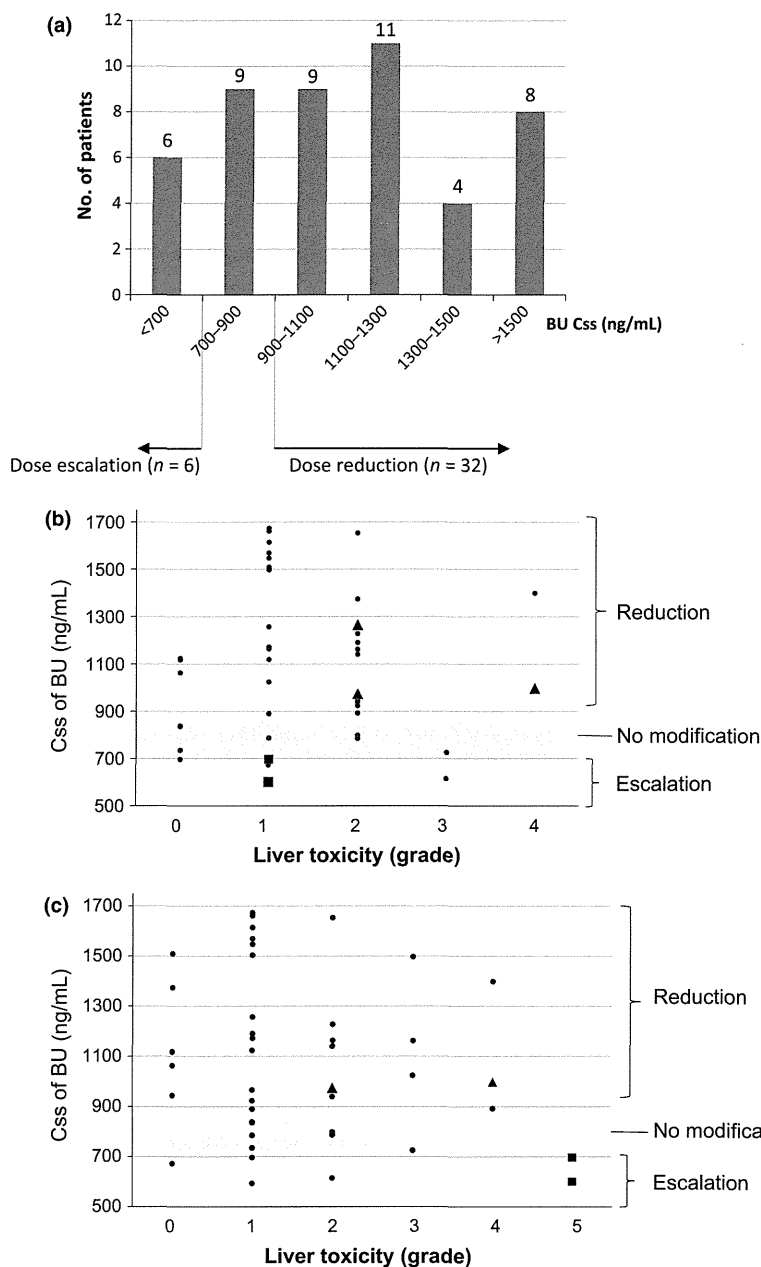 (a)
No. of patients
12
10
8
6
4
2
0
6
9
9
11
4
8
<700
700–900
900–1100
1100–1300
1300–1500
>1500
BU Css (ng/mL)
Dose escalation (n = 6)
Dose reduction (n = 32)
(b)
Css of BU (ng/mL)
1700
1500
1300
1100
900
700
500
Reduction
No modification
Escalation
0 1 2 3 4
Liver toxicity (grade)
(c)
Css of BU (ng/mL)
1700
1500
1300
1100
900
700
500
Reduction
No modifica
Escalation
0 1 2 3 4 5
Liver toxicity (grade)